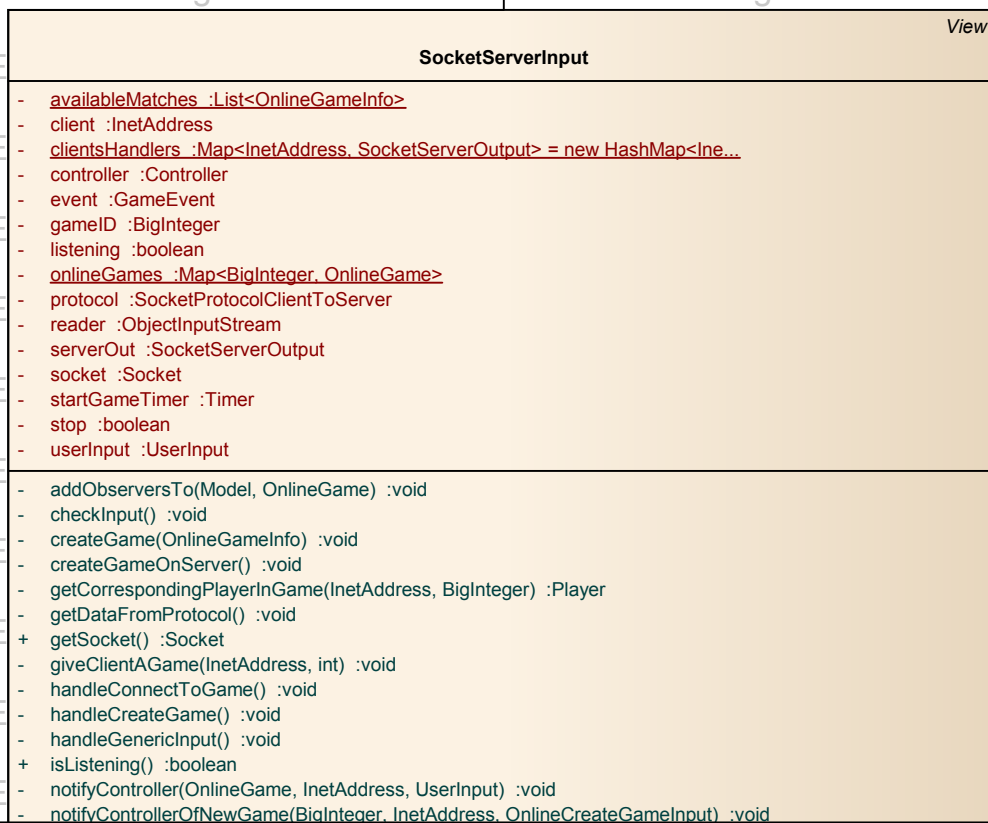 View
SocketServerInput
- availableMatches :List<OnlineGameInfo>
- client :InetAddress
- clientsHandlers :Map<InetAddress, SocketServerOutput> = new HashMap<Ine...
- controller :Controller
- event :GameEvent
- gameID :BigInteger
- listening :boolean
- onlineGames :Map<BigInteger, OnlineGame>
- protocol :SocketProtocolClientToServer
- reader :ObjectInputStream
- serverOut :SocketServerOutput
- socket :Socket
- startGameTimer :Timer
- stop :boolean
- userInput :UserInput
- addObserversTo(Model, OnlineGame) :void
- checkInput() :void
- createGame(OnlineGameInfo) :void
- createGameOnServer() :void
- getCorrespondingPlayerInGame(InetAddress, BigInteger) :Player
- getDataFromProtocol() :void
+ getSocket() :Socket
- giveClientAGame(InetAddress, int) :void
- handleConnectToGame() :void
- handleCreateGame() :void
- handleGenericInput() :void
+ isListening() :boolean
- notifyController(OnlineGame, InetAddress, UserInput) :void
- notifyControllerOfNewGame(BigInteger, InetAddress, OnlineCreateGameInput) :void